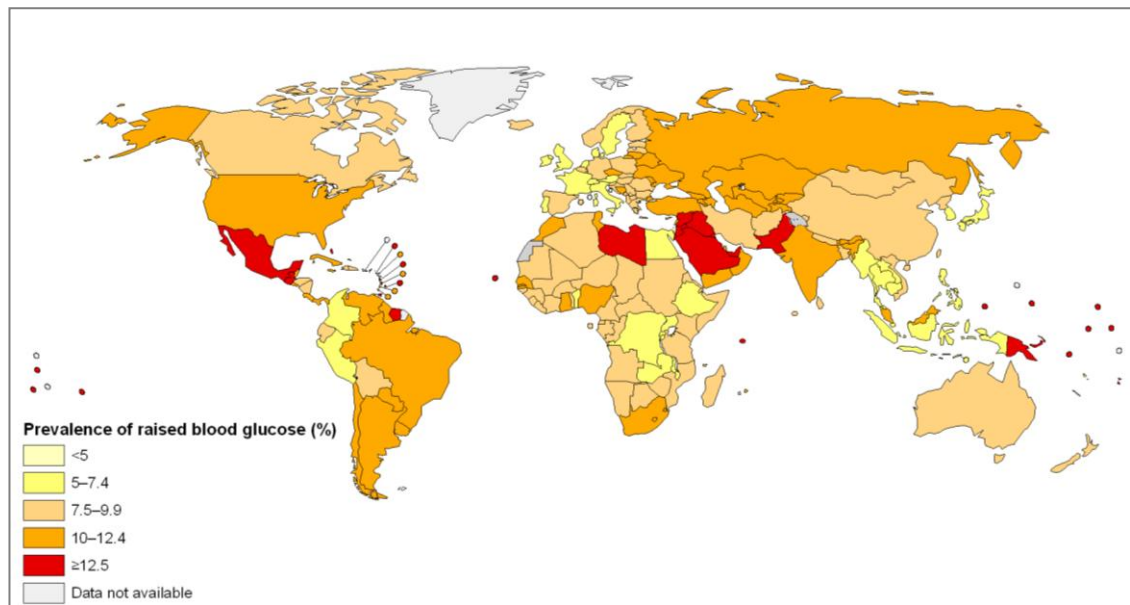 Prevalence of raised blood glucose (%)
<5
5–7.4
7.5–9.9
10–12.4
≥12.5
Data not available